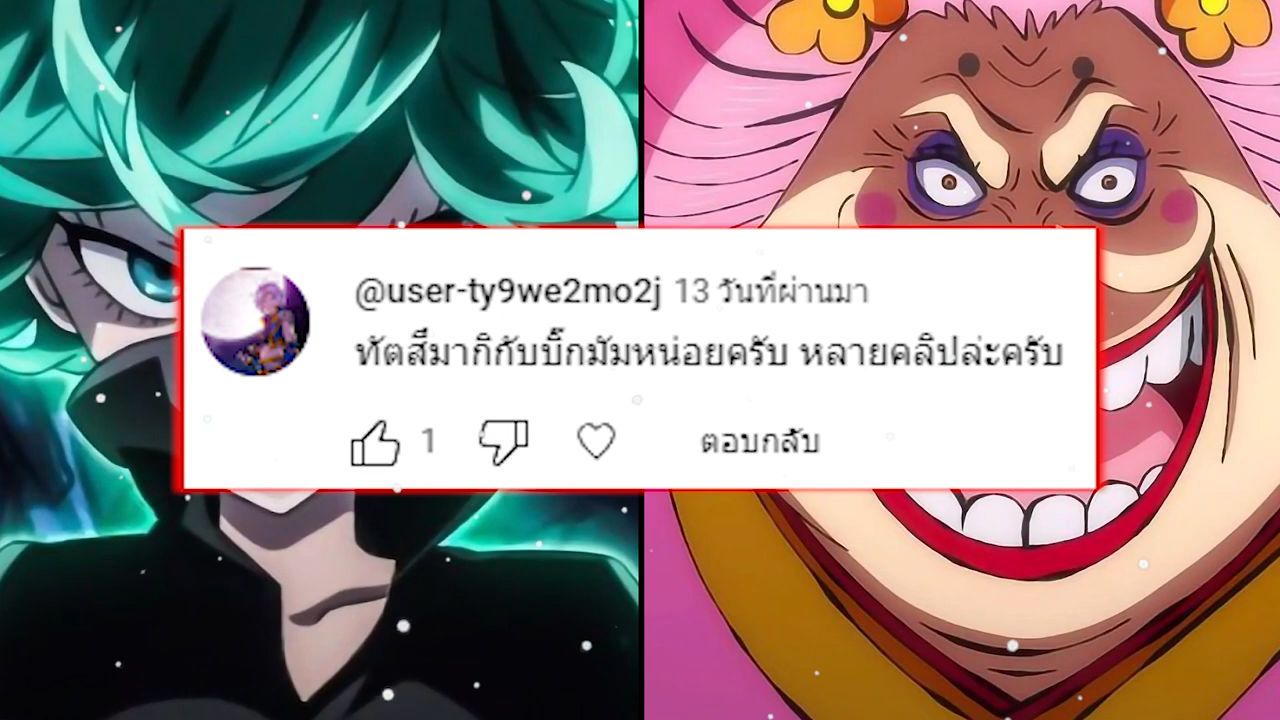 @user-ty9we2mo2j 13 วันที่ผ่านมา
ทัตสึมากิกับบิ๊กมัมหน่อยครับ หลายคลิปล่ะครับ
1 ตอบกลับ